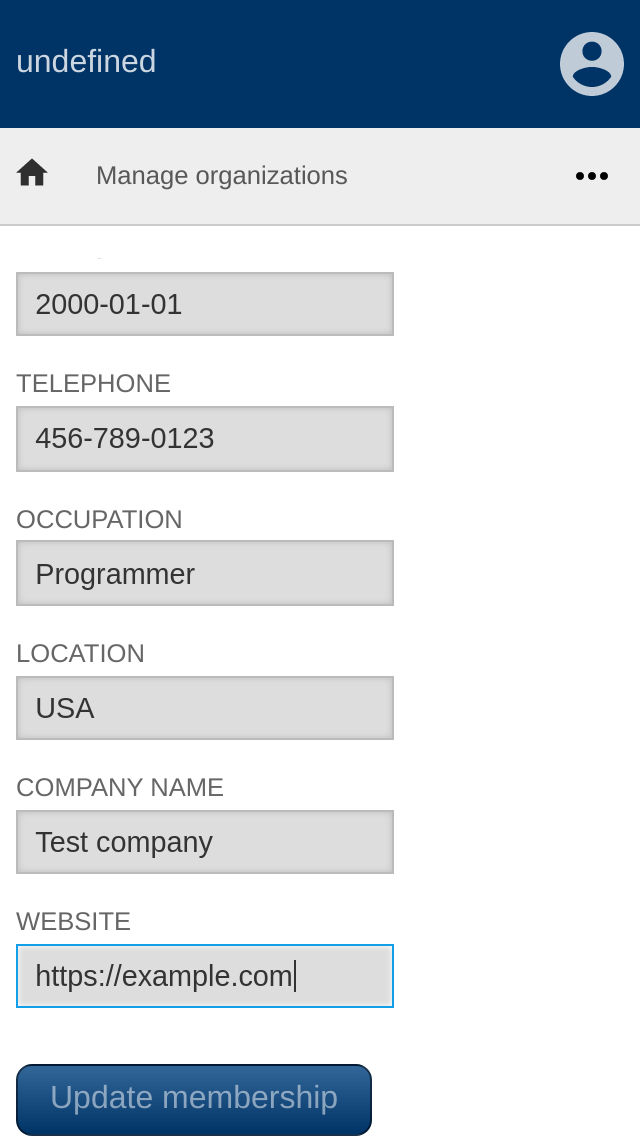 undefined
Manage organizations
2000-01-01
TELEPHONE
456-789-0123
OCCUPATION
Programmer
LOCATION
USA
COMPANY NAME
Test company
WEBSITE
https://example.com
Update membership